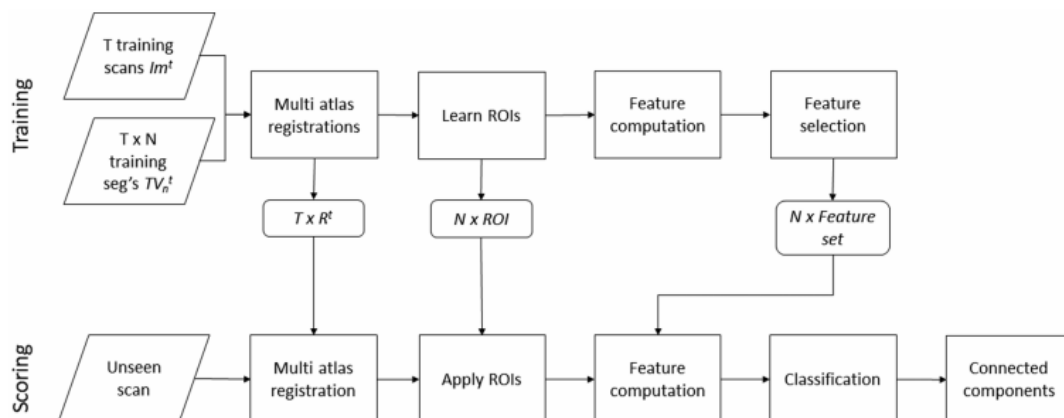 Training
T training
scans Im^t
T x N
training
seg's TV_n^t
Multi atlas
registrations
Learn ROIs
Feature
computation
Feature
selection
T x R^t
N x ROI
N x Feature
set
Scoring
Unseen
scan
Multi atlas
registration
Apply ROIs
Feature
computation
Classification
Connected
components